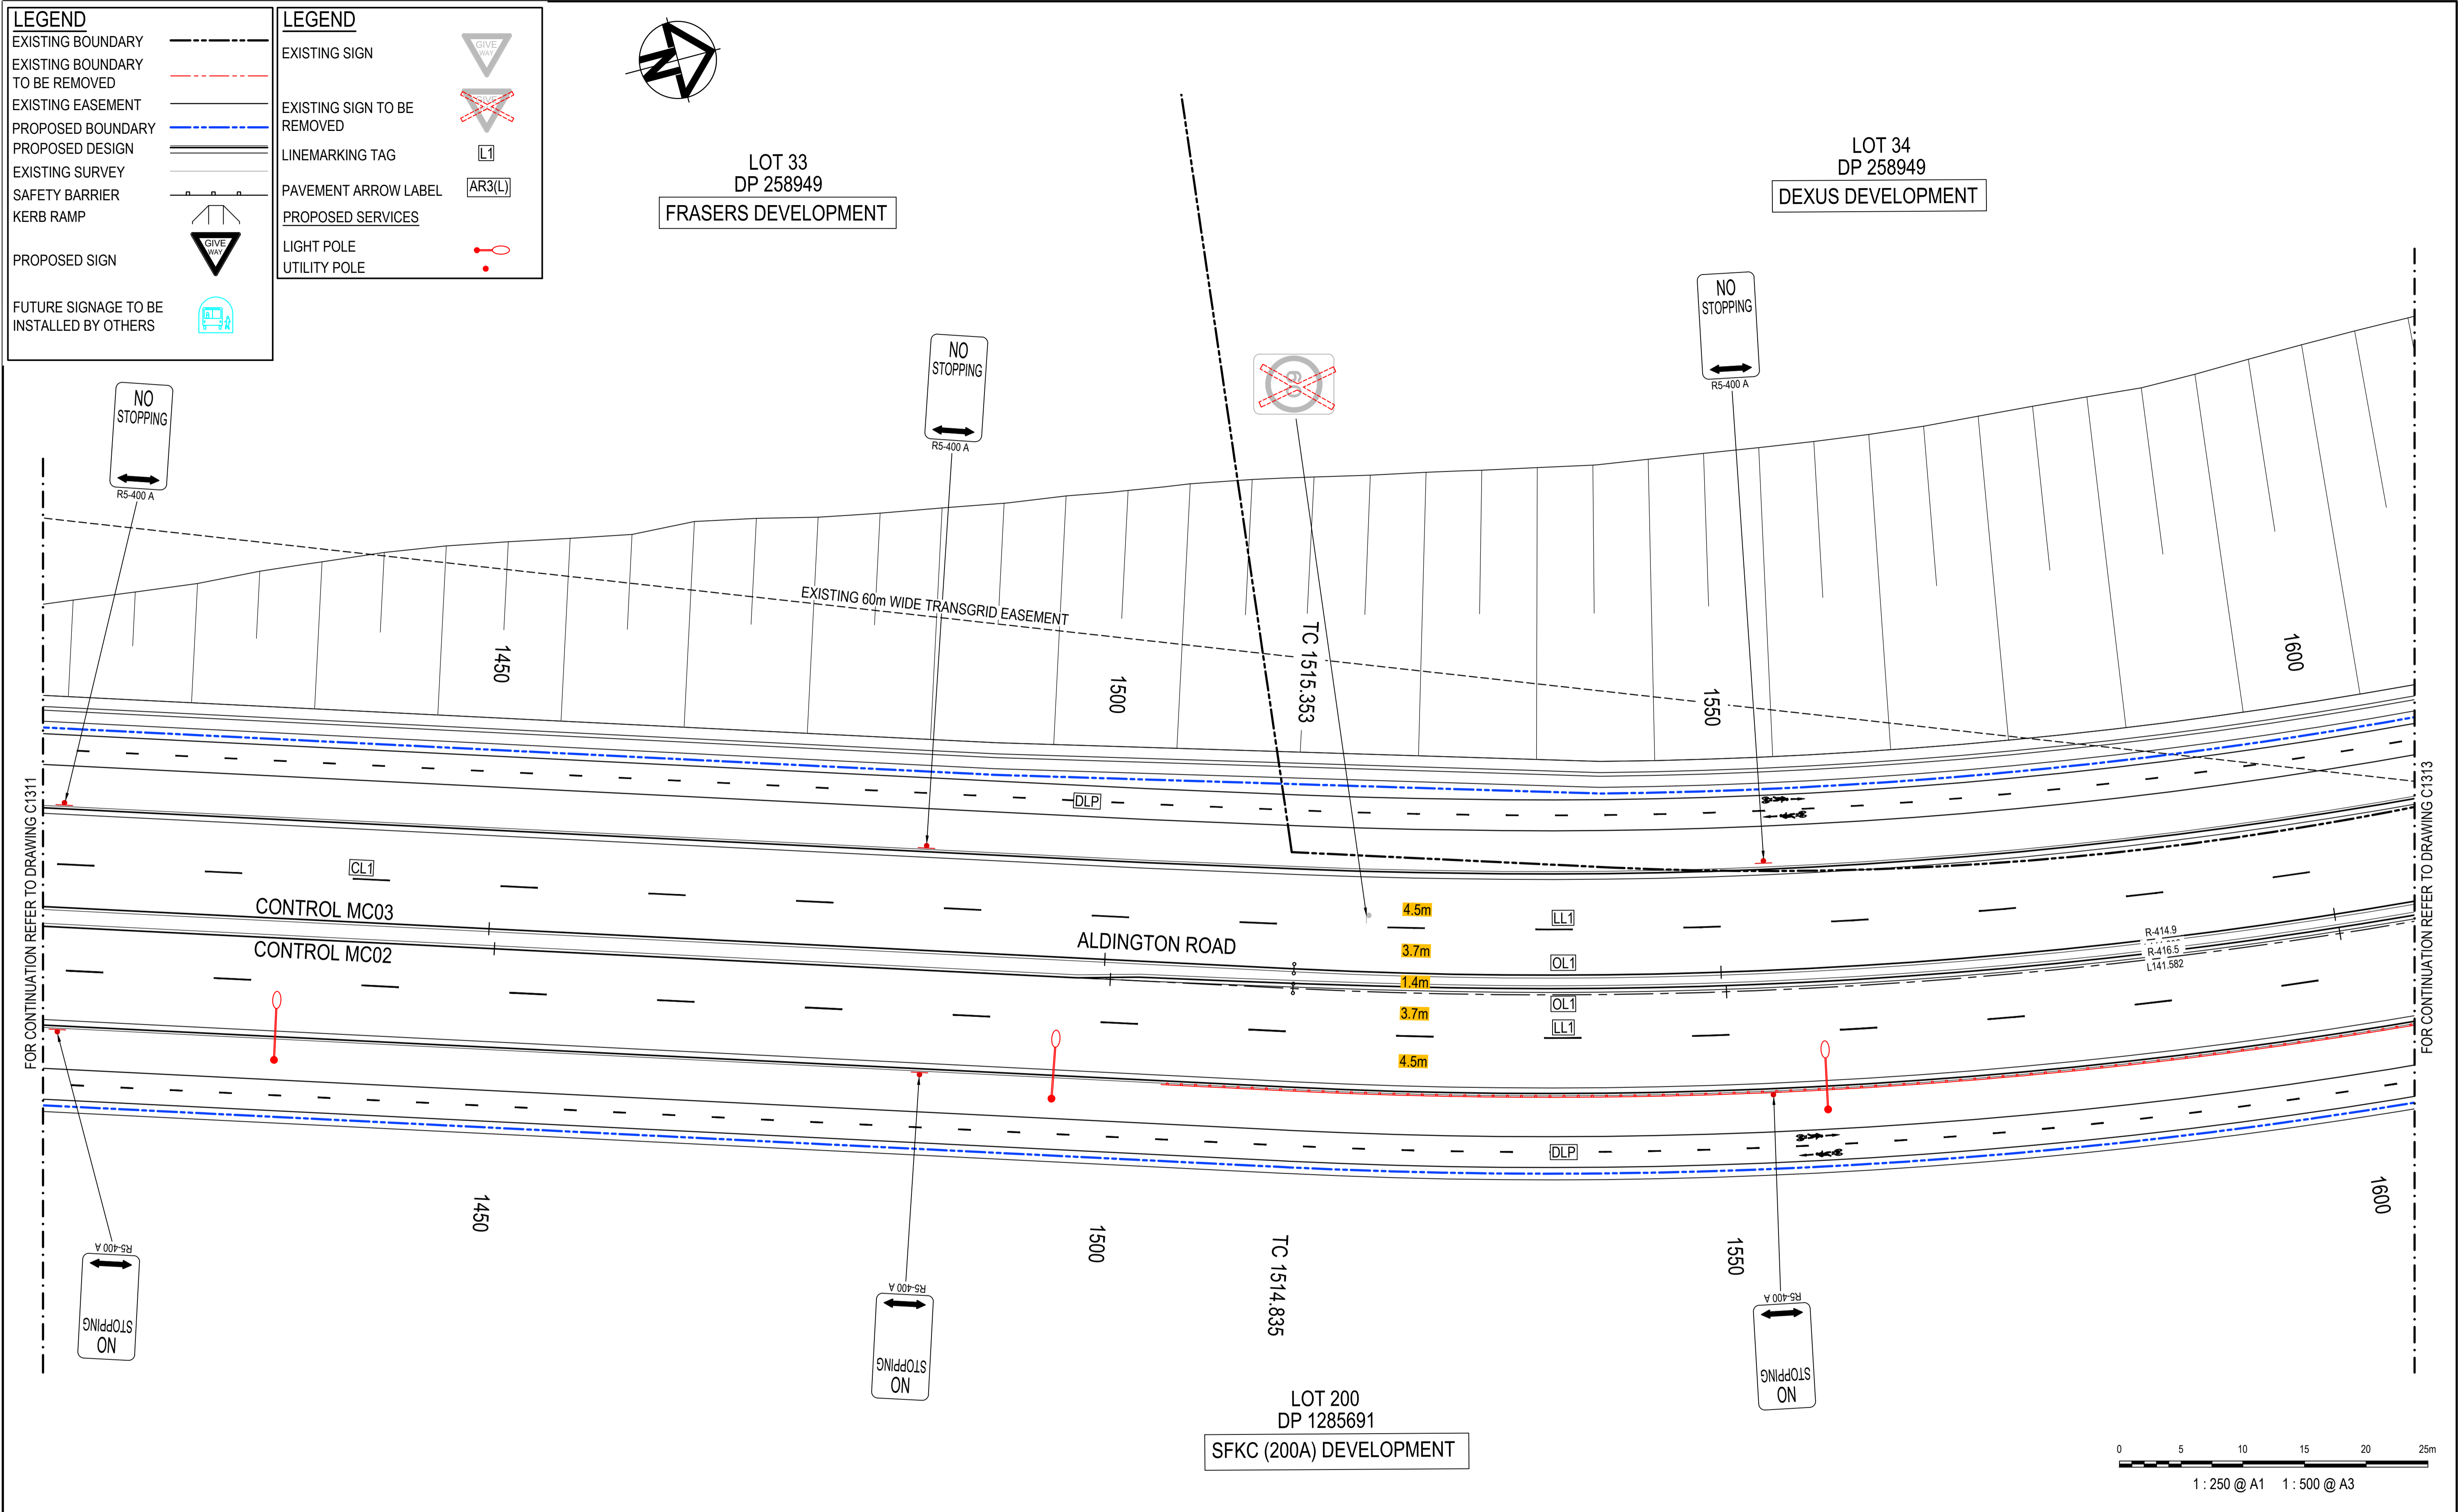 LEGEND
EXISTING BOUNDARY
EXISTING BOUNDARY
TO BE REMOVED
EXISTING EASEMENT
PROPOSED BOUNDARY
PROPOSED DESIGN
EXISTING SURVEY
SAFETY BARRIER
KERB RAMP
PROPOSED SIGN
GIVE
WAY
FUTURE SIGNAGE TO BE
INSTALLED BY OTHERS
LEGEND
EXISTING SIGN
GIVE
WAY
EXISTING SIGN TO BE
REMOVED
GIVE
LINEMARKING TAG
L1
PAVEMENT ARROW LABEL
AR3(L)
PROPOSED SERVICES
LIGHT POLE
UTILITY POLE
N
LOT 33
DP 258949
FRASERS DEVELOPMENT
LOT 34
DP 258949
DEXUS DEVELOPMENT
NO
STOPPING
R5-400 A
NO
STOPPING
R5-400 A
NO
STOPPING
R5-400 A
EXISTING 60m WIDE TRANSGRID EASEMENT
1450
1500
TC 1515.353
1550
1600
FOR CONTINUATION REFER TO DRAWING C1311
FOR CONTINUATION REFER TO DRAWING C1313
DLP
CL1
CONTROL MC03
CONTROL MC02
ALDINGTON ROAD
4.5m
LL1
3.7m
OL1
1.4m
OL1
3.7m
LL1
4.5m
R-414.9
R-416.5
L141.582
DLP
1450
1500
TC 1514.835
1550
1600
R5-400 A
NO
STOPPING
R5-400 A
NO
STOPPING
R5-400 A
NO
STOPPING
LOT 200
DP 1285691
SFKC (200A) DEVELOPMENT
0 5 10 15 20 25m
1 : 250 @ A1 1 : 500 @ A3